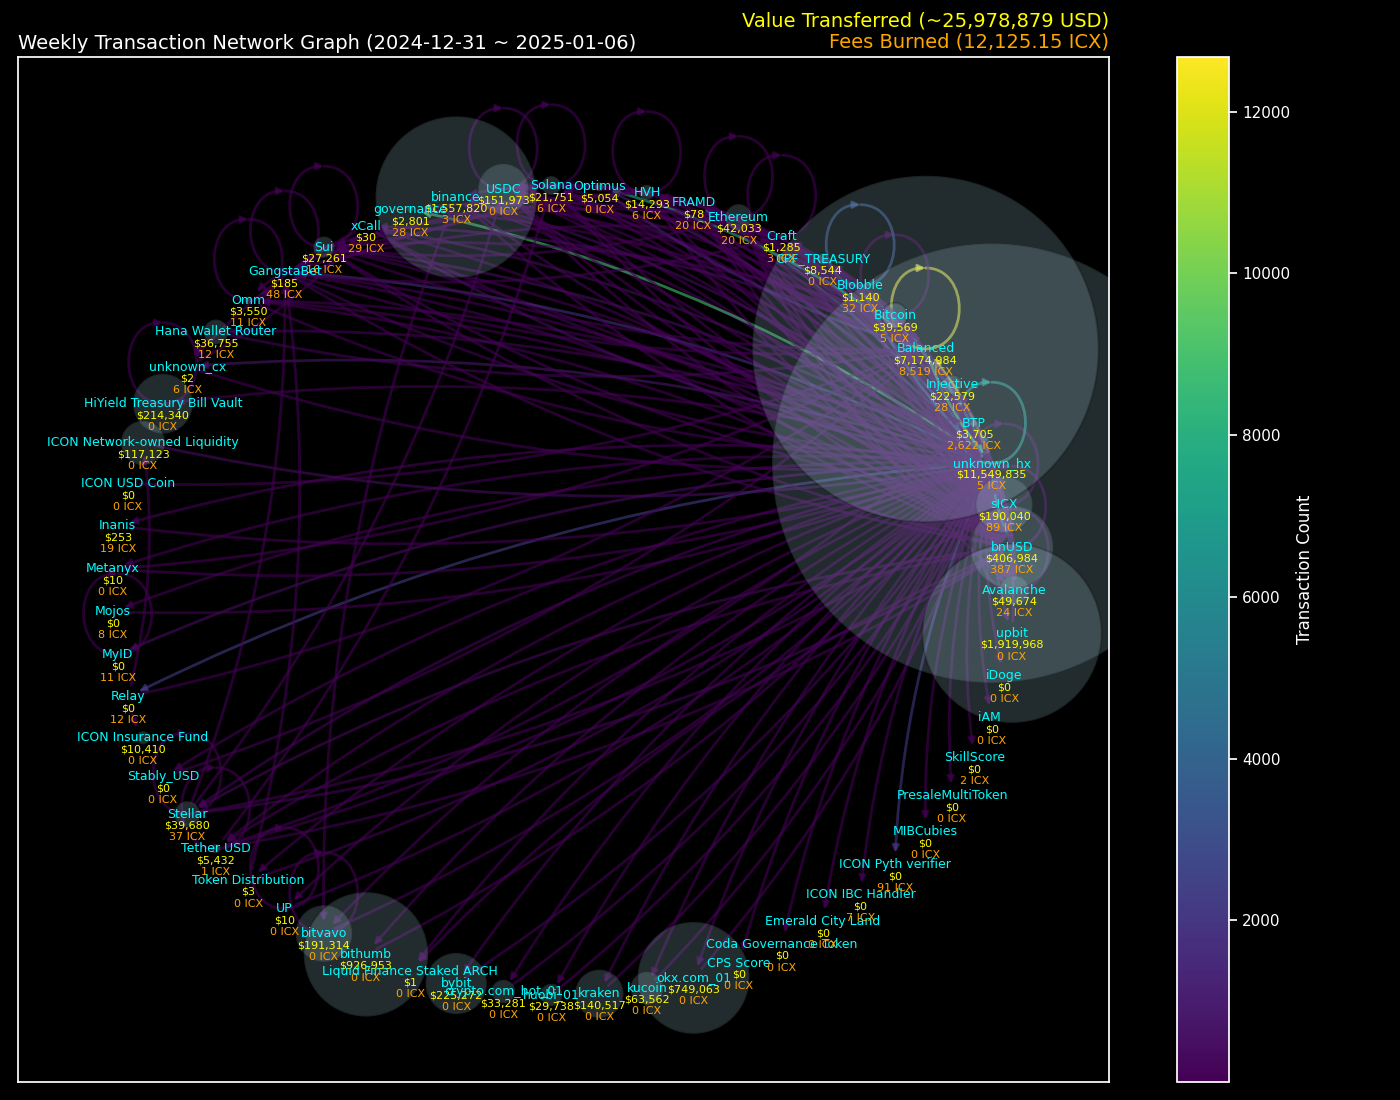 Value Transferred (~25,978,879 USD)
Weekly Transaction Network Graph (2024-12-31 ~ 2025-01-06)
Fees Burned (12,125.15 ICX)
USDC
$151,973
0 ICX
Solana
$21,751
6 ICX
Optimus
$5,054
0 ICX
HVH
$14,293
6 ICX
FRAMD
$78
20 ICX
Ethereum
$42,033
20 ICX
Craft
$1,285
3 ICX
CPF_TREASURY
$8,544
0 ICX
Blobble
$1,140
32 ICX
Bitcoin
$39,569
5 ICX
Balanced
$7,174,984
8,519 ICX
Injective
$22,579
28 ICX
BTP
$3,705
2,622 ICX
unknown_hx
$11,549,835
5 ICX
sICX
$190,040
89 ICX
bnUSD
$406,984
387 ICX
Avalanche
$49,674
24 ICX
upbit
$1,919,968
0 ICX
iDoge
$0
0 ICX
iAM
$0
0 ICX
SkillScore
$0
2 ICX
PresaleMultiToken
$0
0 ICX
MIBCubies
$0
0 ICX
ICON Pyth verifier
$0
91 ICX
ICON IBC Handler
$0
7 ICX
Emerald City Land
$0
0 ICX
Coda Governance Token
$0
0 ICX
CPS Score
$0
0 ICX
okx.com_01
$749,063
0 ICX
kucoin
$63,562
0 ICX
kraken
$140,517
0 ICX
huobi_01
$29,738
0 ICX
crypto.com_hot_01
$33,281
0 ICX
bybit
$225,272
0 ICX
Liquid Finance Staked ARCH
$1
0 ICX
bithumb
$926,953
0 ICX
bitvavo
$191,314
0 ICX
UP
$10
0 ICX
Token Distribution
$3
0 ICX
Tether USD
$5,432
1 ICX
Stellar
$39,680
37 ICX
Stably_USD
$0
0 ICX
ICON Insurance Fund
$10,410
0 ICX
Relay
$0
12 ICX
MyID
$0
11 ICX
Mojos
$0
8 ICX
Metanyx
$10
0 ICX
Inanis
$253
19 ICX
ICON USD Coin
$0
0 ICX
ICON Network-owned Liquidity
$117,123
0 ICX
HiYield Treasury Bill Vault
$214,340
0 ICX
unknown_cx
$2
6 ICX
Hana Wallet Router
$36,755
12 ICX
Omm
$3,550
11 ICX
GangstaBet
$185
48 ICX
Sui
$27,261
ICX
xCall
$30
29 ICX
governance
$2,801
28 ICX
binance
$1,557,820
3 ICX
12000
10000
8000
6000
4000
2000
Transaction Count